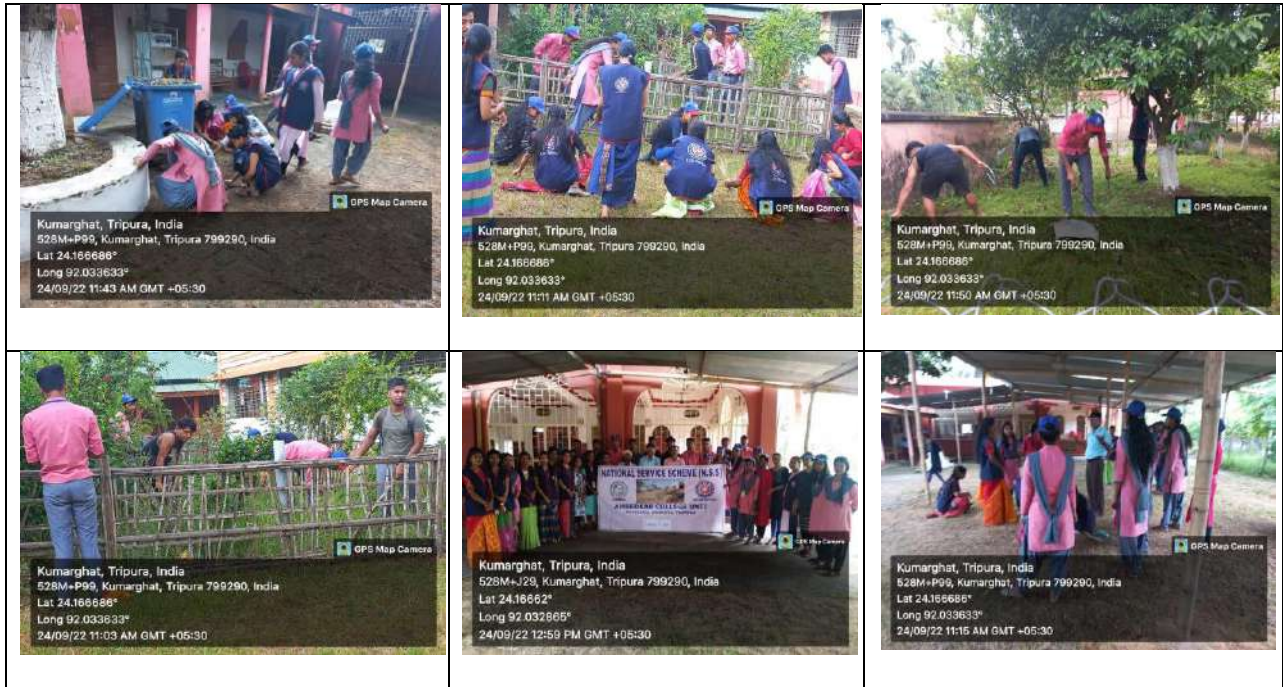 GPS Map Camera
Kumarghat, Tripura, India
528M+P99, Kumarghat, Tripura 799290, India
Lat 24.166686°
Long 92.033633°
24/09/22 11:43 AM GMT +05:30
GPS Map Camera
Kumarghat, Tripura, India
528M+P99, Kumarghat, Tripura 799290, India
Lat 24.166686°
Long 92.033633°
24/09/22 11:11 AM GMT +05:30
GPS Map Camera
Kumarghat, Tripura, India
528M+P99, Kumarghat, Tripura 799290, India
Lat 24.166686°
Long 92.033633°
24/09/22 11:50 AM GMT +05:30
GPS Map Camera
Kumarghat, Tripura, India
528M+P99, Kumarghat, Tripura 799290, India
Lat 24.166686°
Long 92.033633°
24/09/22 11:03 AM GMT +05:30
NATIONAL SERVICE SCHEME (N.S.S)
AMBEDKAR COLLEGE UNIT
GPS Map Camera
Kumarghat, Tripura, India
528M+J29, Kumarghat, Tripura 799290, India
Lat 24.16662°
Long 92.032865°
24/09/22 12:59 PM GMT +05:30
GPS Map Camera
Kumarghat, Tripura, India
528M+P99, Kumarghat, Tripura 799290, India
Lat 24.166686°
Long 92.033633°
24/09/22 11:15 AM GMT +05:30